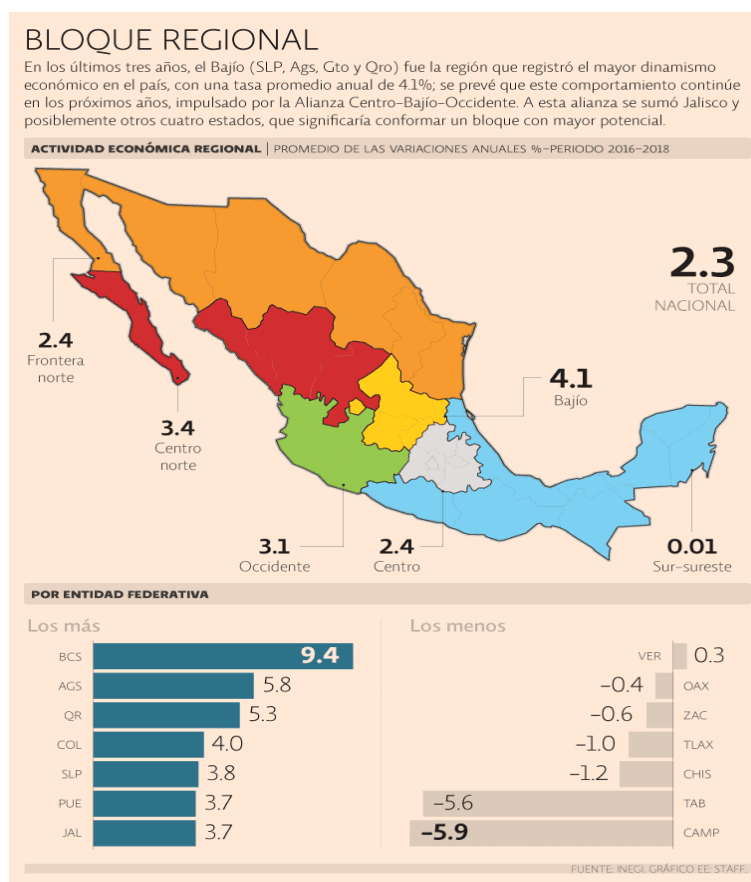 BLOQUE REGIONAL
En los últimos tres años, el Bajío (SLP, Ags, Gto y Qro) fue la región que registró el mayor dinamismo
económico en el país, con una tasa promedio anual de 4.1%; se prevé que este comportamiento continúe
en los próximos años, impulsado por la Alianza Centro-Bajío-Occidente. A esta alianza se sumó Jalisco y
posiblemente otros cuatro estados, que significaría conformar un bloque con mayor potencial.
ACTIVIDAD ECONÓMICA REGIONAL | PROMEDIO DE LAS VARIACIONES ANUALES %-PERIODO 2016-2018
2.3
TOTAL
NACIONAL
2.4
Frontera
norte
4.1
Bajío
3.4
Centro
norte
3.1
Occidente
2.4
Centro
0.01
Sur-sureste
POR ENTIDAD FEDERATIVA
Los más
BCS 9.4
AGS 5.8
QR 5.3
COL 4.0
SLP 3.8
PUE 3.7
JAL 3.7
Los menos
VER 0.3
-0.4 OAX
-0.6 ZAC
-1.0 TLAX
-1.2 CHIS
-5.6 TAB
-5.9 CAMP
FUENTE: INEGI. GRÁFICO EE: STAFF.